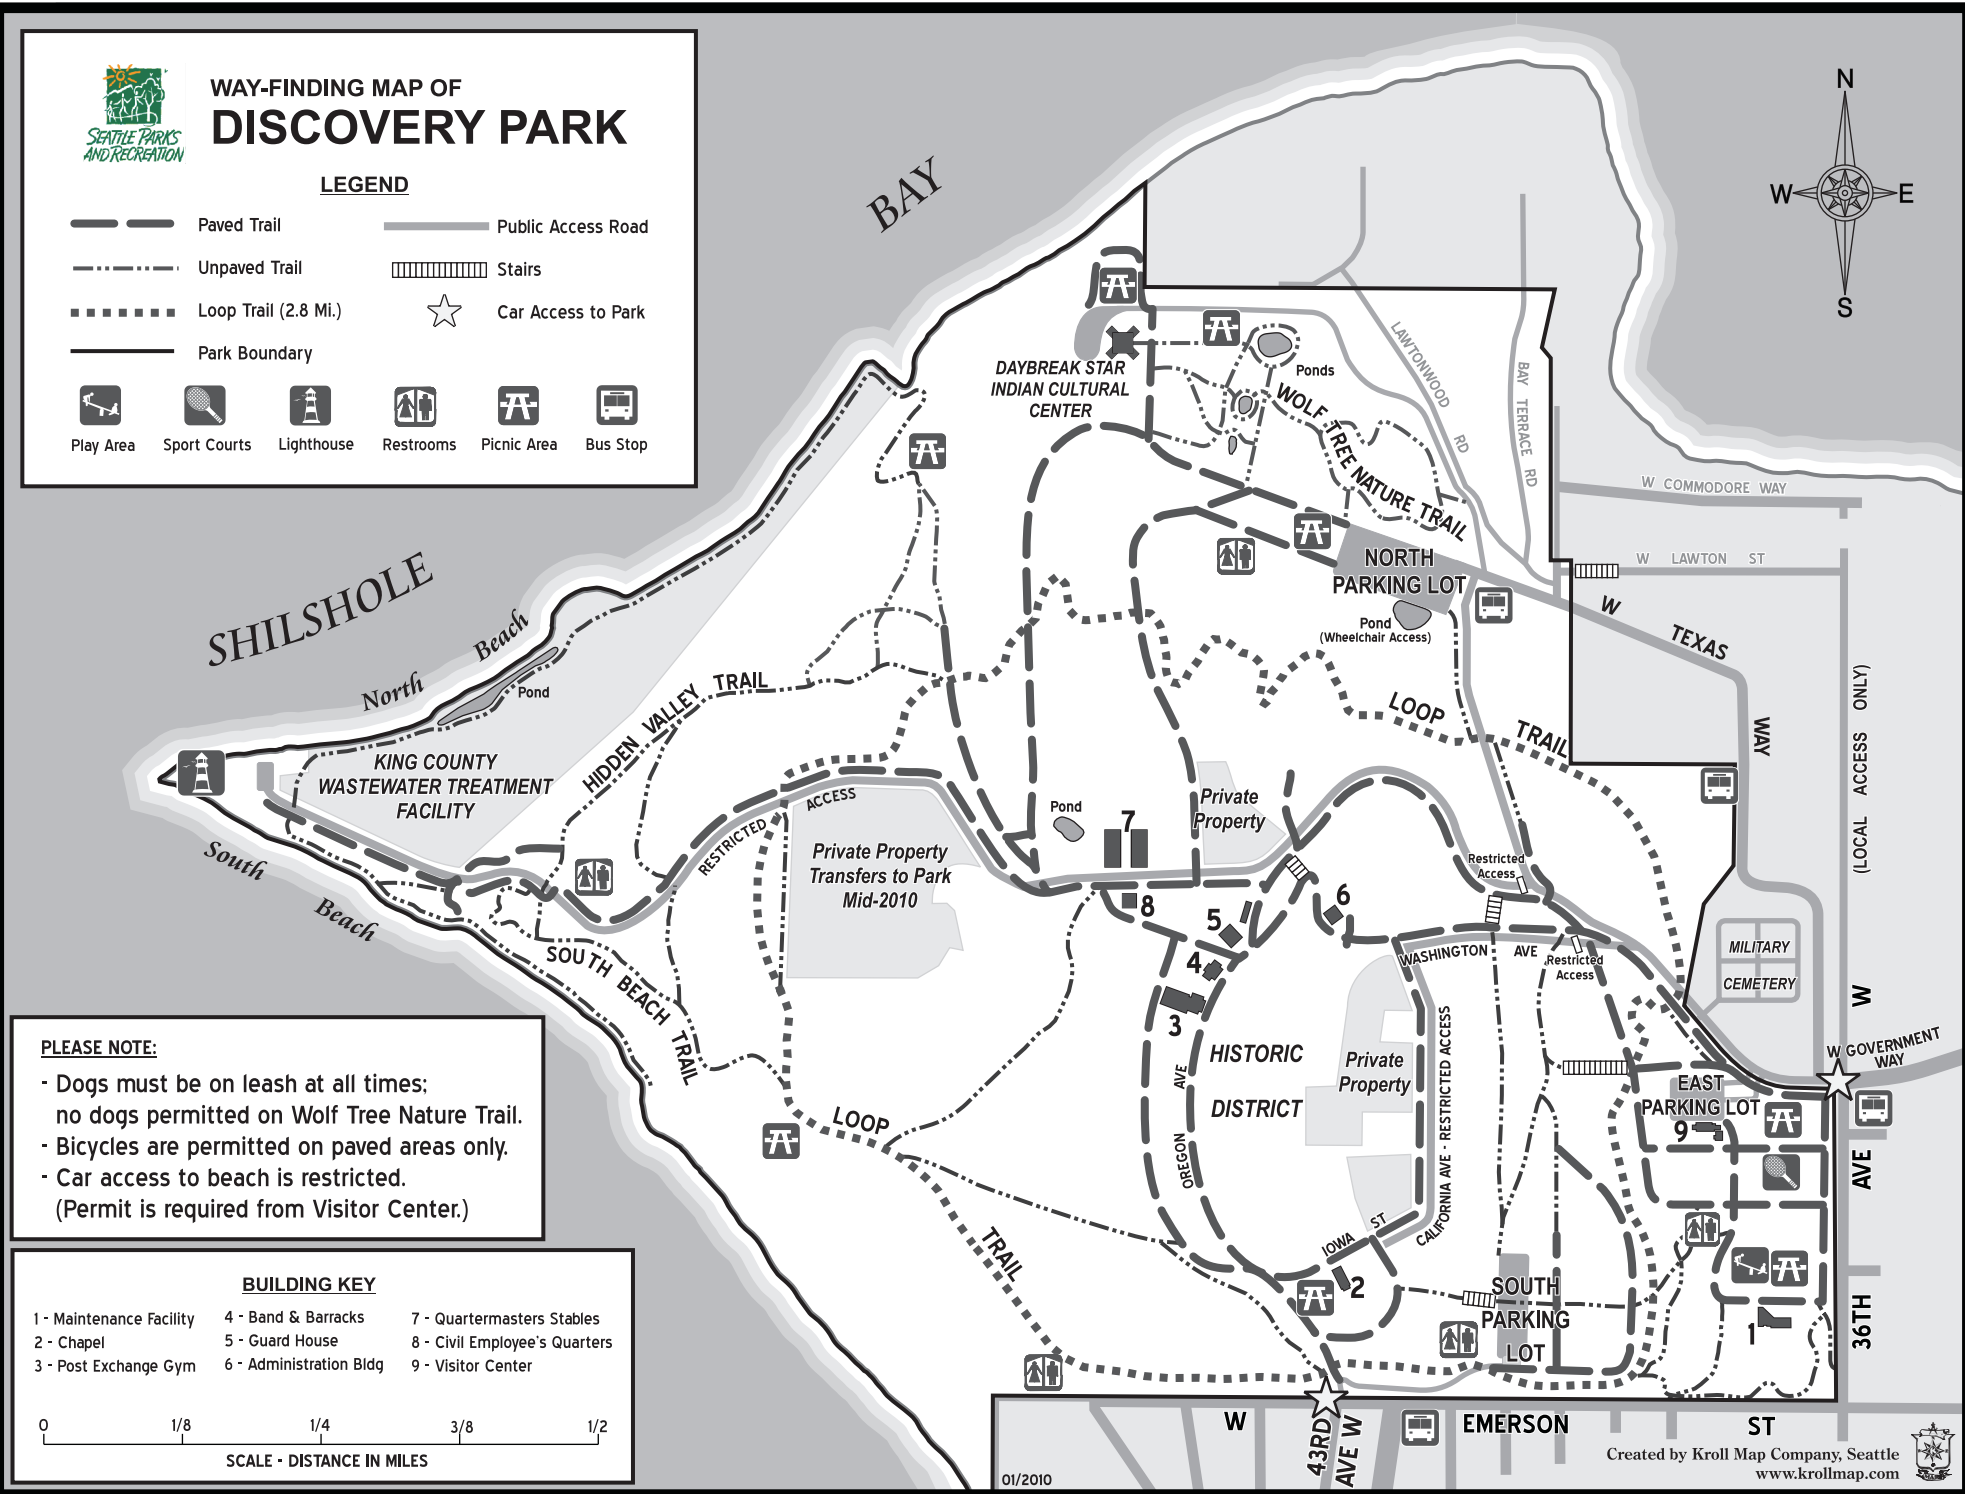 SEATTLE PARKS
AND RECREATION
WAY-FINDING MAP OF
DISCOVERY PARK
LEGEND
Paved Trail
Unpaved Trail
Loop Trail (2.8 Mi.)
Park Boundary
Public Access Road
Stairs
Car Access to Park
Play Area
Sport Courts
Lighthouse
Restrooms
Picnic Area
Bus Stop
BAY
SHILSHOLE
N
W
E
S
DAYBREAK STAR
INDIAN CULTURAL
CENTER
Ponds
WOLF TREE NATURE TRAIL
LAWTONWOOD RD
BAY TERRACE RD
W COMMODORE WAY
W LAWTON ST
NORTH
PARKING LOT
Pond
(Wheelchair Access)
W TEXAS WAY
(LOCAL ACCESS ONLY)
North Beach
Pond
HIDDEN VALLEY TRAIL
LOOP TRAIL
KING COUNTY
WASTEWATER TREATMENT
FACILITY
South Beach
RESTRICTED ACCESS
Private Property
Transfers to Park
Mid-2010
Pond
7
Private
Property
Restricted
Access
8
5
6
4
3
WASHINGTON AVE
Restricted
Access
MILITARY
CEMETERY
SOUTH BEACH TRAIL
HISTORIC
DISTRICT
Private
Property
OREGON AVE
CALIFORNIA AVE - RESTRICTED ACCESS
IOWA ST
W GOVERNMENT
WAY
EAST
PARKING LOT
9
LOOP
TRAIL
2
SOUTH
PARKING
LOT
1
36TH AVE W
W EMERSON ST
43RD
AVE W
PLEASE NOTE:
- Dogs must be on leash at all times;
no dogs permitted on Wolf Tree Nature Trail.
- Bicycles are permitted on paved areas only.
- Car access to beach is restricted.
(Permit is required from Visitor Center.)
BUILDING KEY
1 - Maintenance Facility
2 - Chapel
3 - Post Exchange Gym
4 - Band & Barracks
5 - Guard House
6 - Administration Bldg
7 - Quartermasters Stables
8 - Civil Employee's Quarters
9 - Visitor Center
0 1/8 1/4 3/8 1/2
SCALE - DISTANCE IN MILES
01/2010
Created by Kroll Map Company, Seattle
www.krollmap.com